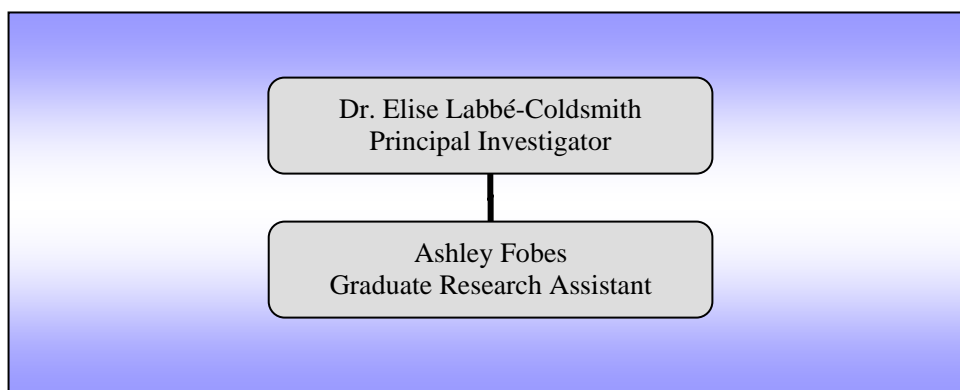 Dr. Elise Labbé-Coldsmith
Principal Investigator
Ashley Fobes
Graduate Research Assistant